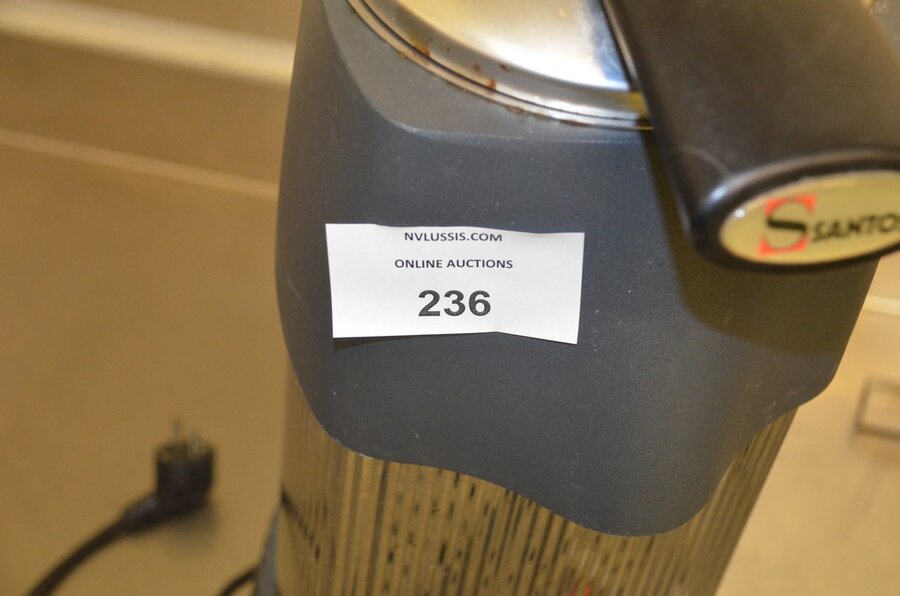 NVLUSSIS.COM
ONLINE AUCTIONS
236
S SANTOS